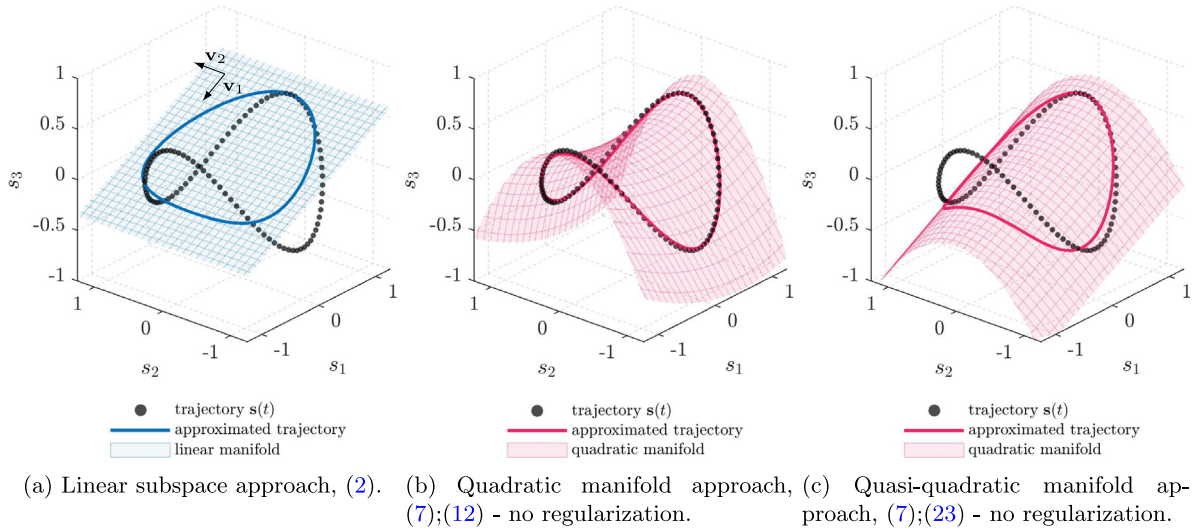 v₂
v₁
1
0.5
0
-0.5
-1
s₃
1
0
-1
s₂
-1
0
1
s₁
trajectory s(t)
approximated trajectory
linear manifold
(a) Linear subspace approach, (2).
1
0.5
0
-0.5
-1
s₃
1
0
-1
s₂
-1
0
1
s₁
trajectory s(t)
approximated trajectory
quadratic manifold
(b) Quadratic manifold approach,
(7);(12) - no regularization.
1
0.5
0
-0.5
-1
s₃
1
0
-1
s₂
-1
0
1
s₁
trajectory s(t)
approximated trajectory
quadratic manifold
(c) Quasi-quadratic manifold ap-
proach, (7);(23) - no regularization.